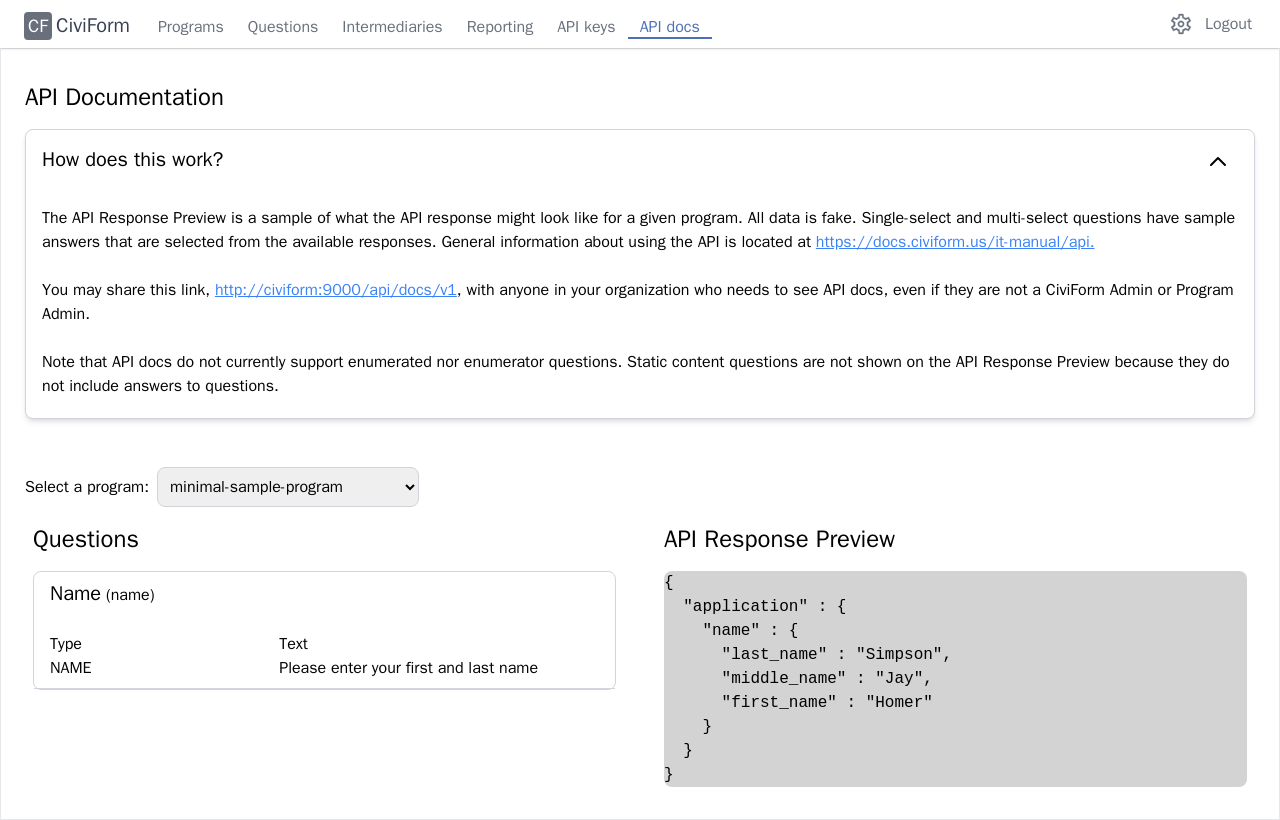 CF CiviForm Programs Questions Intermediaries Reporting API keys API docs Logout
API Documentation
How does this work?
The API Response Preview is a sample of what the API response might look like for a given program. All data is fake. Single-select and multi-select questions have sample
answers that are selected from the available responses. General information about using the API is located at https://docs.civiform.us/it-manual/api.
You may share this link, http://civiform:9000/api/docs/v1, with anyone in your organization who needs to see API docs, even if they are not a CiviForm Admin or Program
Admin.
Note that API docs do not currently support enumerated nor enumerator questions. Static content questions are not shown on the API Response Preview because they do
not include answers to questions.
Select a program: minimal-sample-program
Questions
Name (name)
Type Text
NAME Please enter your first and last name
API Response Preview
{
  "application" : {
    "name" : {
      "last_name" : "Simpson",
      "middle_name" : "Jay",
      "first_name" : "Homer"
    }
  }
}